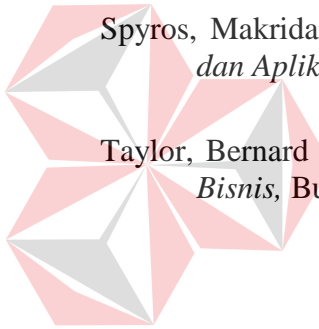 Spyros, Makrida
dan Aplik
Taylor, Bernard
Bisnis, Bu